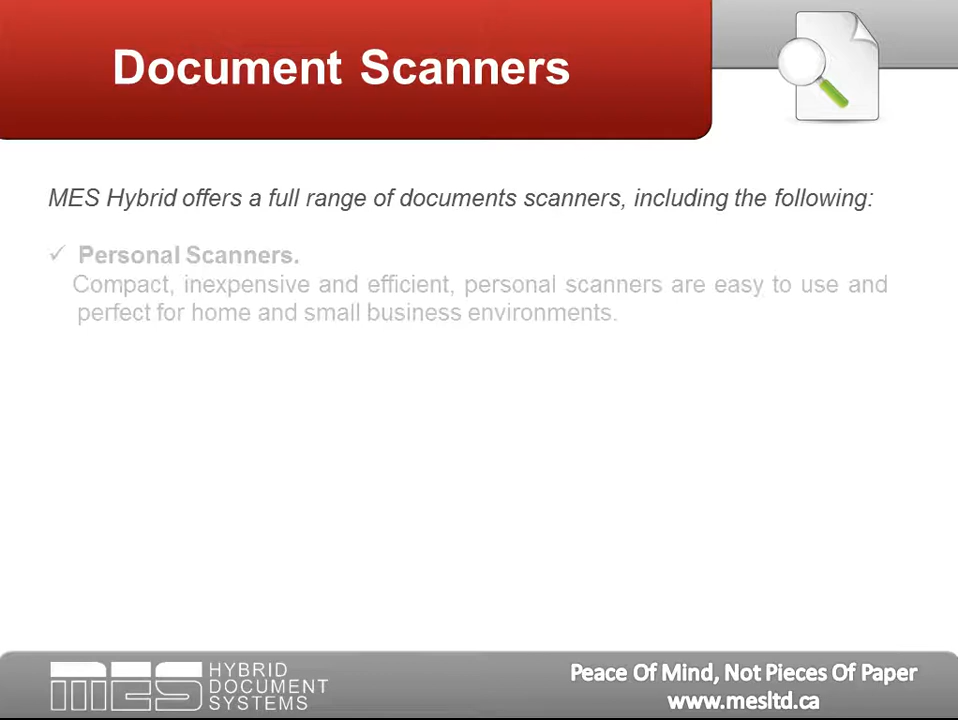 Document Scanners
MES Hybrid offers a full range of documents scanners, including the following:
✓ Personal Scanners.
Compact, inexpensive and efficient, personal scanners are easy to use and
perfect for home and small business environments.
MES HYBRID
DOCUMENT
SYSTEMS
Peace Of Mind, Not Pieces Of Paper
www.mesltd.ca